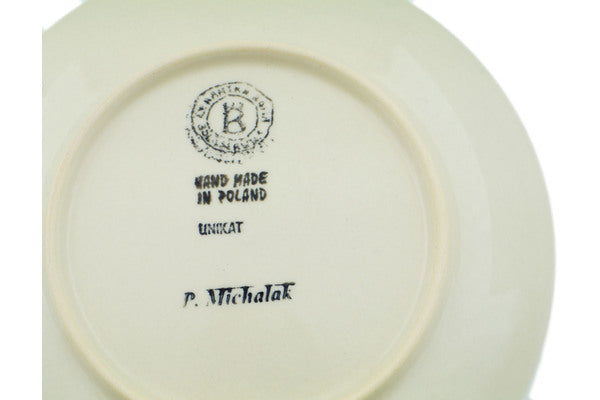 B
HAND MADE
IN POLAND
UNIKAT
P. Michalak